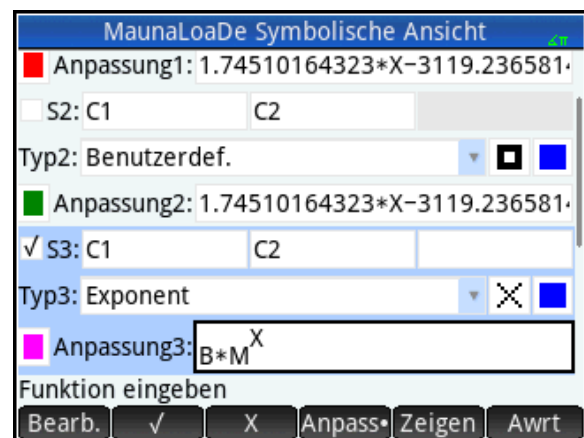 MaunaLoaDe Symbolische Ansicht ∡π
Anpassung1: 1.74510164323*X−3119.236581
S2: C1 C2
Typ2: Benutzerdef.
Anpassung2: 1.74510164323*X−3119.236581
√ S3: C1 C2
Typ3: Exponent
Anpassung3: B*M^X
Funktion eingeben
Bearb. √ X Anpass• Zeigen Awrt